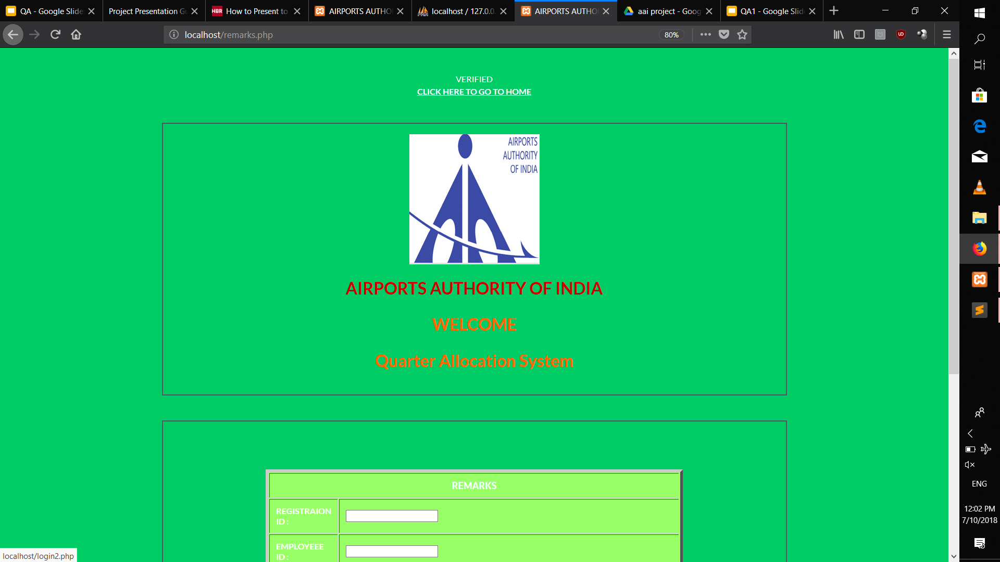 QA - Google Slide
Project Presentation Gu
HBR How to Present to
AIRPORTS AUTHO
localhost / 127.0.0.
AIRPORTS AUTHO
aai project - Goog
QA1 - Google Slide
localhost/remarks.php
80%
VERIFIED
CLICK HERE TO GO TO HOME
AIRPORTS
AUTHORITY
OF INDIA
AIRPORTS AUTHORITY OF INDIA
WELCOME
Quarter Allocation System
REMARKS
REGISTRAION
ID :
EMPLOYEEE
ID :
localhost/login2.php
ENG
12:02 PM
7/10/2018